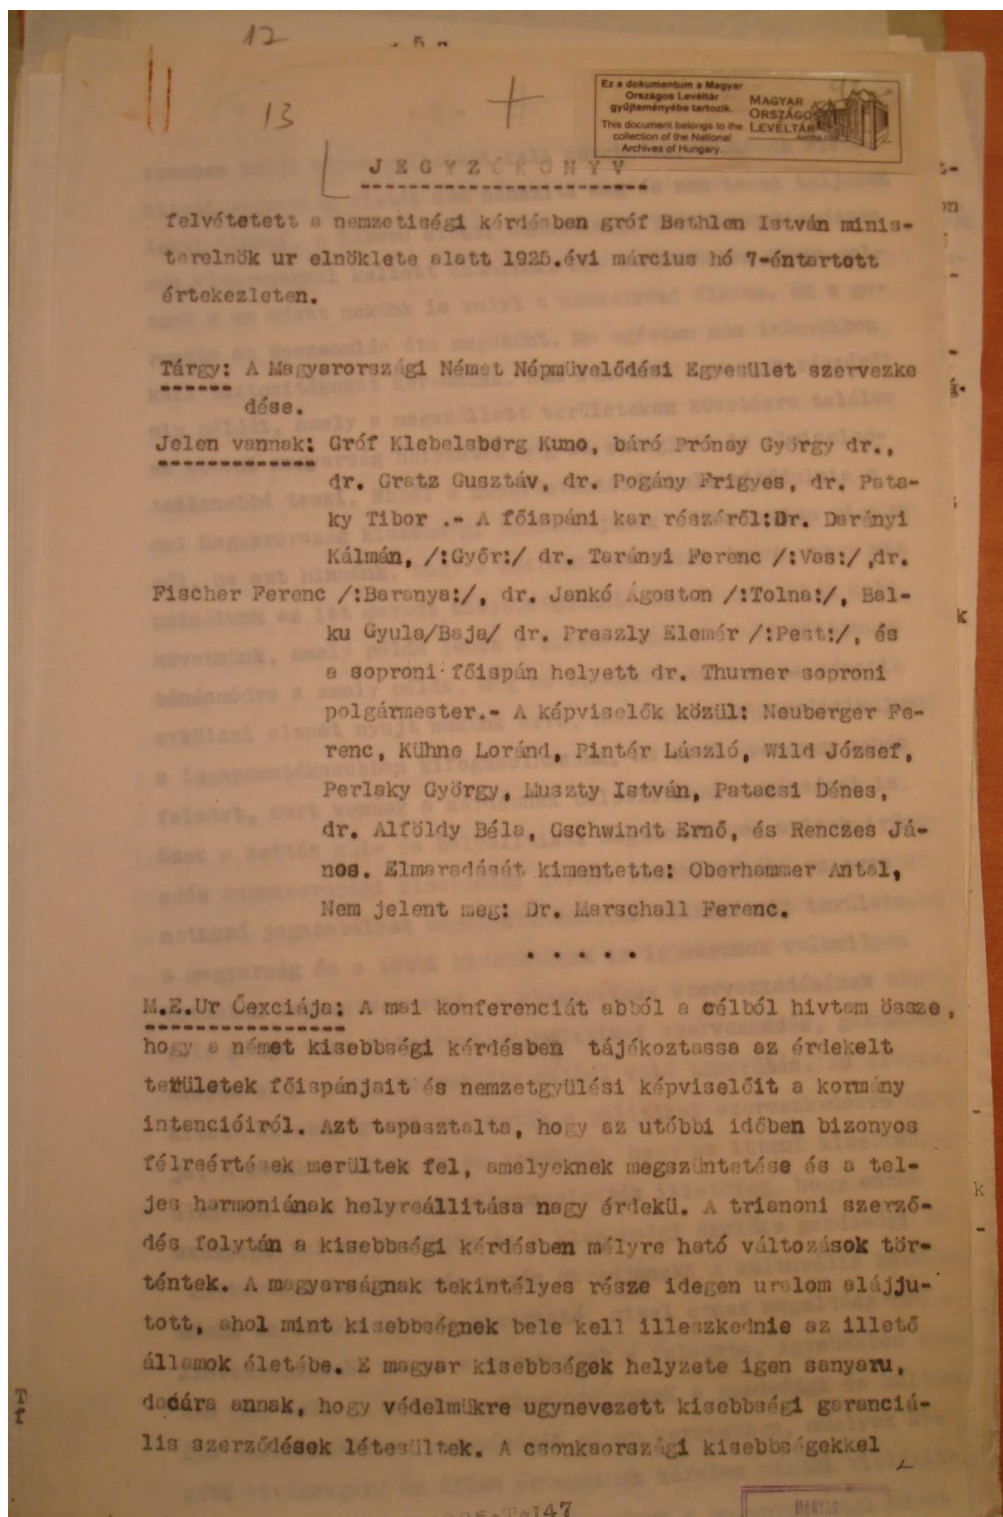 12
13
Ez a dokumentum a Magyar
Országos Levéltár
gyűjteményébe tartozik.
This document belongs to the
collection of the National
Archives of Hungary.
MAGYAR
ORSZÁGOS
LEVÉLTÁR
J E G Y Z Ő K Ö N Y V
felvétetett a nemzetiségi kérdésben gróf Bethlen István minis-
terelnök ur elnöklete alatt 1925.évi március hó 7-éntartott
értekezleten.
Tárgy: A Magyarországi Német Népmüvelődési Egyesület szervezke
dése.
Jelen vannak: Gróf Klebelsberg Kuno, báró Prónay György dr.,
dr. Gratz Gusztáv, dr. Pogány Frigyes, dr. Pata-
ky Tibor .- A főispáni kar részéről:Dr. Darányi
Kálmán, /:Győr:/ dr. Tarányi Ferenc /:Vas:/ ,dr.
Fischer Ferenc /:Baranya:/, dr. Jankó Ágoston /:Tolna:/, Bal-
ku Gyula/Baja/ dr. Preszly Elemér /:Pest:/, és
a soproni főispán helyett dr. Thurner soproni
polgármester.- A képviselők közül: Neuberger Fe-
renc, Kühne Loránd, Pintér László, Wild József,
Perlaky György, Muszty István, Patacsi Dénes,
dr. Alföldy Béla, Gschwindt Ernő, és Renczes Já-
nos. Elmaradását kimentette: Oberhammer Antal,
Nem jelent meg: Dr. Marschall Ferenc.
. . . . .
M.E.Ur Őexciája: A mai konferenciát abból a célból hivtam össze,
hogy a német kisebbségi kérdésben tájékoztassa az érdekelt
területek főispánjait és nemzetgyülési képviselőit a kormány
intencióiról. Azt tapasztalta, hogy az utóbbi időben bizonyos
félreértések merültek fel, amelyeknek megszüntetése és a tel-
jes harmoniának helyreállitása nagy érdekü. A trianoni szerző-
dés folytán a kisebbségi kérdésben mélyre ható változások tör-
téntek. A magyarságnak tekintélyes része idegen uralom alájju-
tott, ahol mint kisebbségnek bele kell illeszkednie az illető
államok életébe. E magyar kisebbségek helyzete igen sanyaru,
dacára annak, hogy védelmükre ugynevezett kisebbségi garanciá-
lis szerződések létesültek. A csonkaországi kisebbségekkel